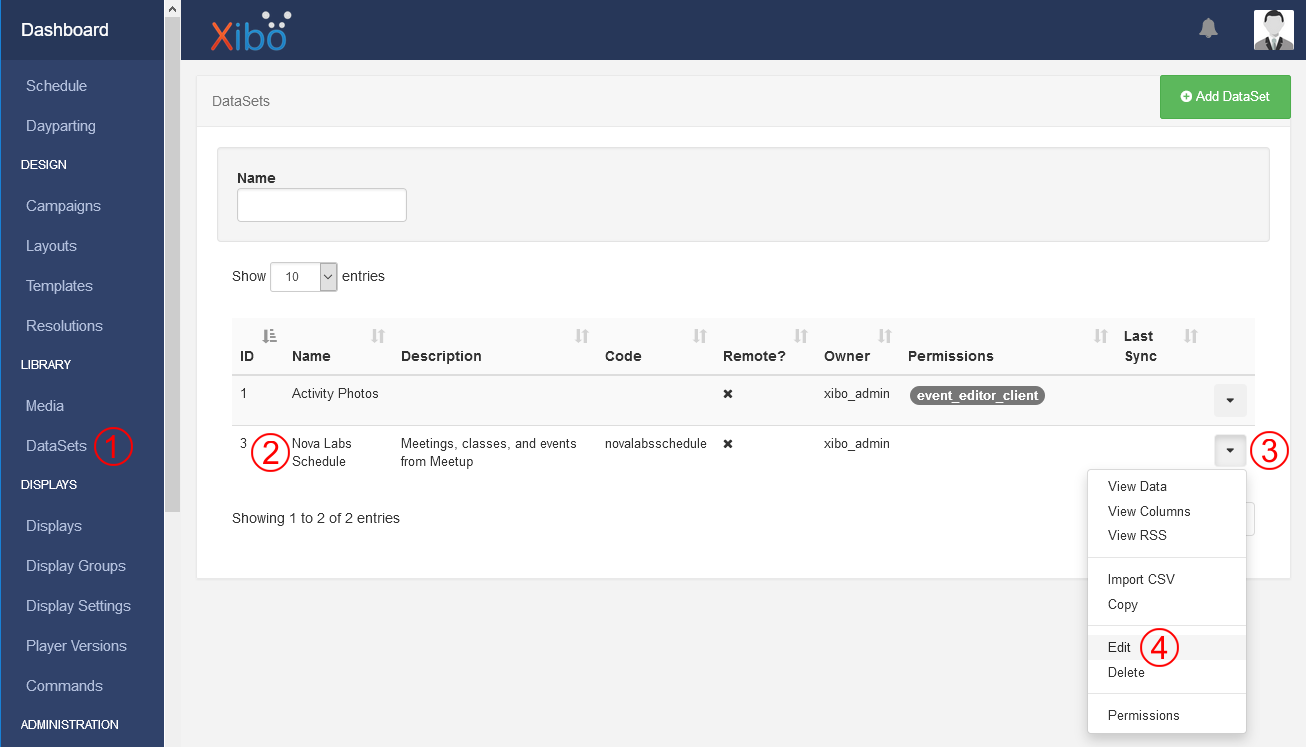 Dashboard
Xibo
Schedule
Dayparting
DESIGN
Campaigns
Layouts
Templates
Resolutions
LIBRARY
Media
DataSets 1
DISPLAYS
Displays
Display Groups
Display Settings
Player Versions
Commands
ADMINISTRATION
DataSets
Add DataSet
Name
Show 10 entries
ID Name Description Code Remote? Owner Permissions Last
Sync
1 Activity Photos xibo_admin event_editor_client
3 2 Nova Labs Meetings, classes, and events novalabsschedule xibo_admin 3
Schedule from Meetup
Showing 1 to 2 of 2 entries
View Data
View Columns
View RSS
Import CSV
Copy
Edit 4
Delete
Permissions